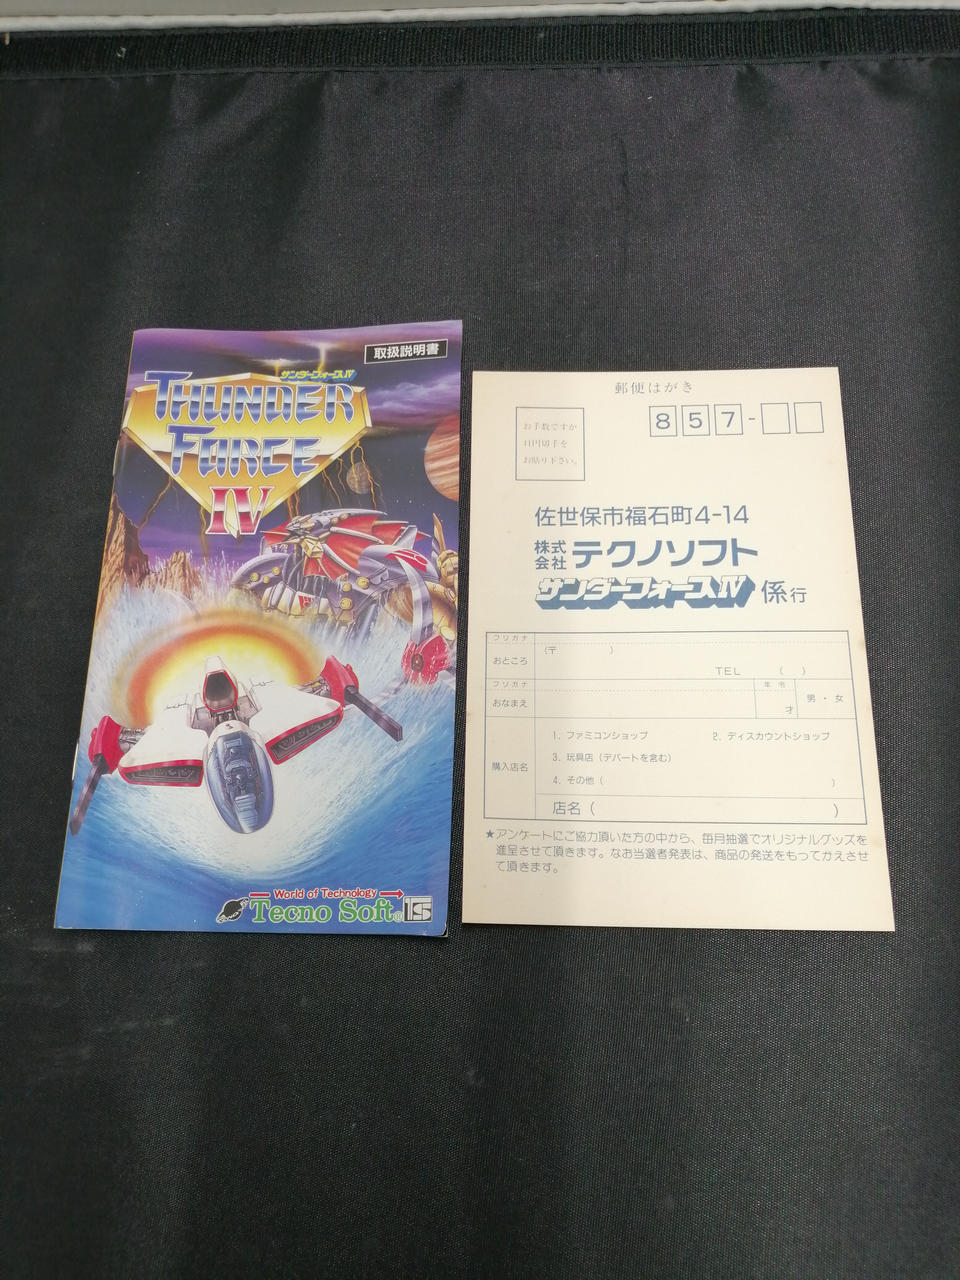 取扱説明書
サンダーフォースIV
THUNDER
FORCE
IV
World of Technology
Tecno Soft®
郵便はがき
お手数ですが
41円切手を
お貼り下さい。
857-
佐世保市福石町4-14
株式会社テクノソフト
サンダーフォースIV係行
フリガナ
おところ
(〒 )
TEL ( )
フリガナ
おなまえ
年令
才
男・女
購入店名
1. ファミコンショップ 2. ディスカウントショップ
3. 玩具店(デパートを含む)
4. その他( )
店名( )
★アンケートにご協力頂いた方の中から、毎月抽選でオリジナルグッズを
進呈させて頂きます。なお当選者発表は、商品の発送をもってかえさせ
て頂きます。